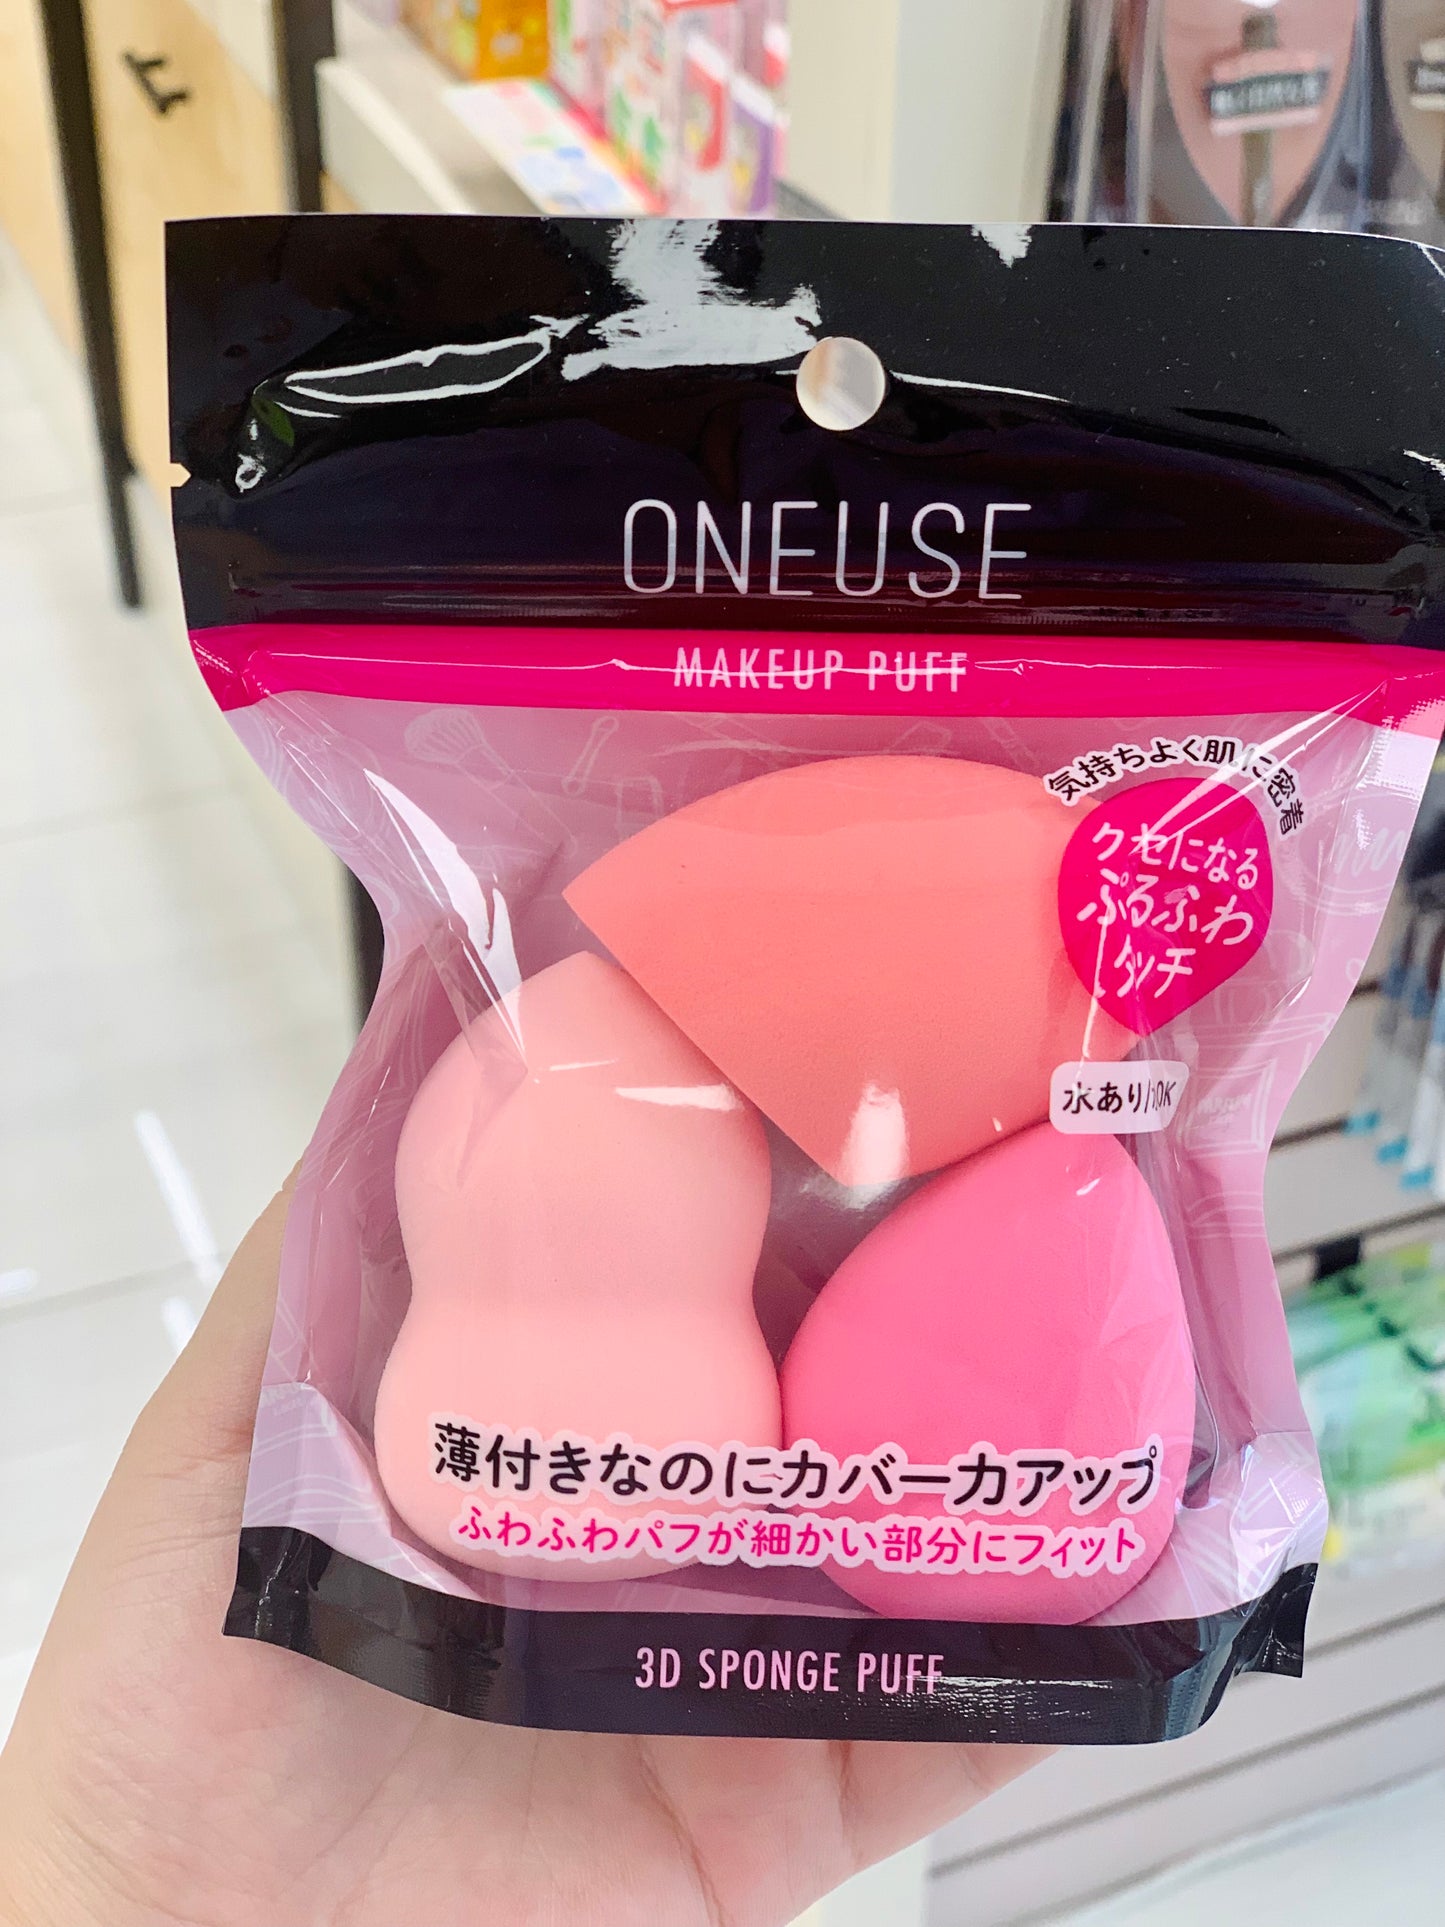 ONEUSE
MAKEUP PUFF
気持ちよく肌に密着
クセになる
ぷるふわ
タッチ
水あり/OK
薄付きなのにカバー力アップ
ふわふわパフが細かい部分にフィット
3D SPONGE PUFF